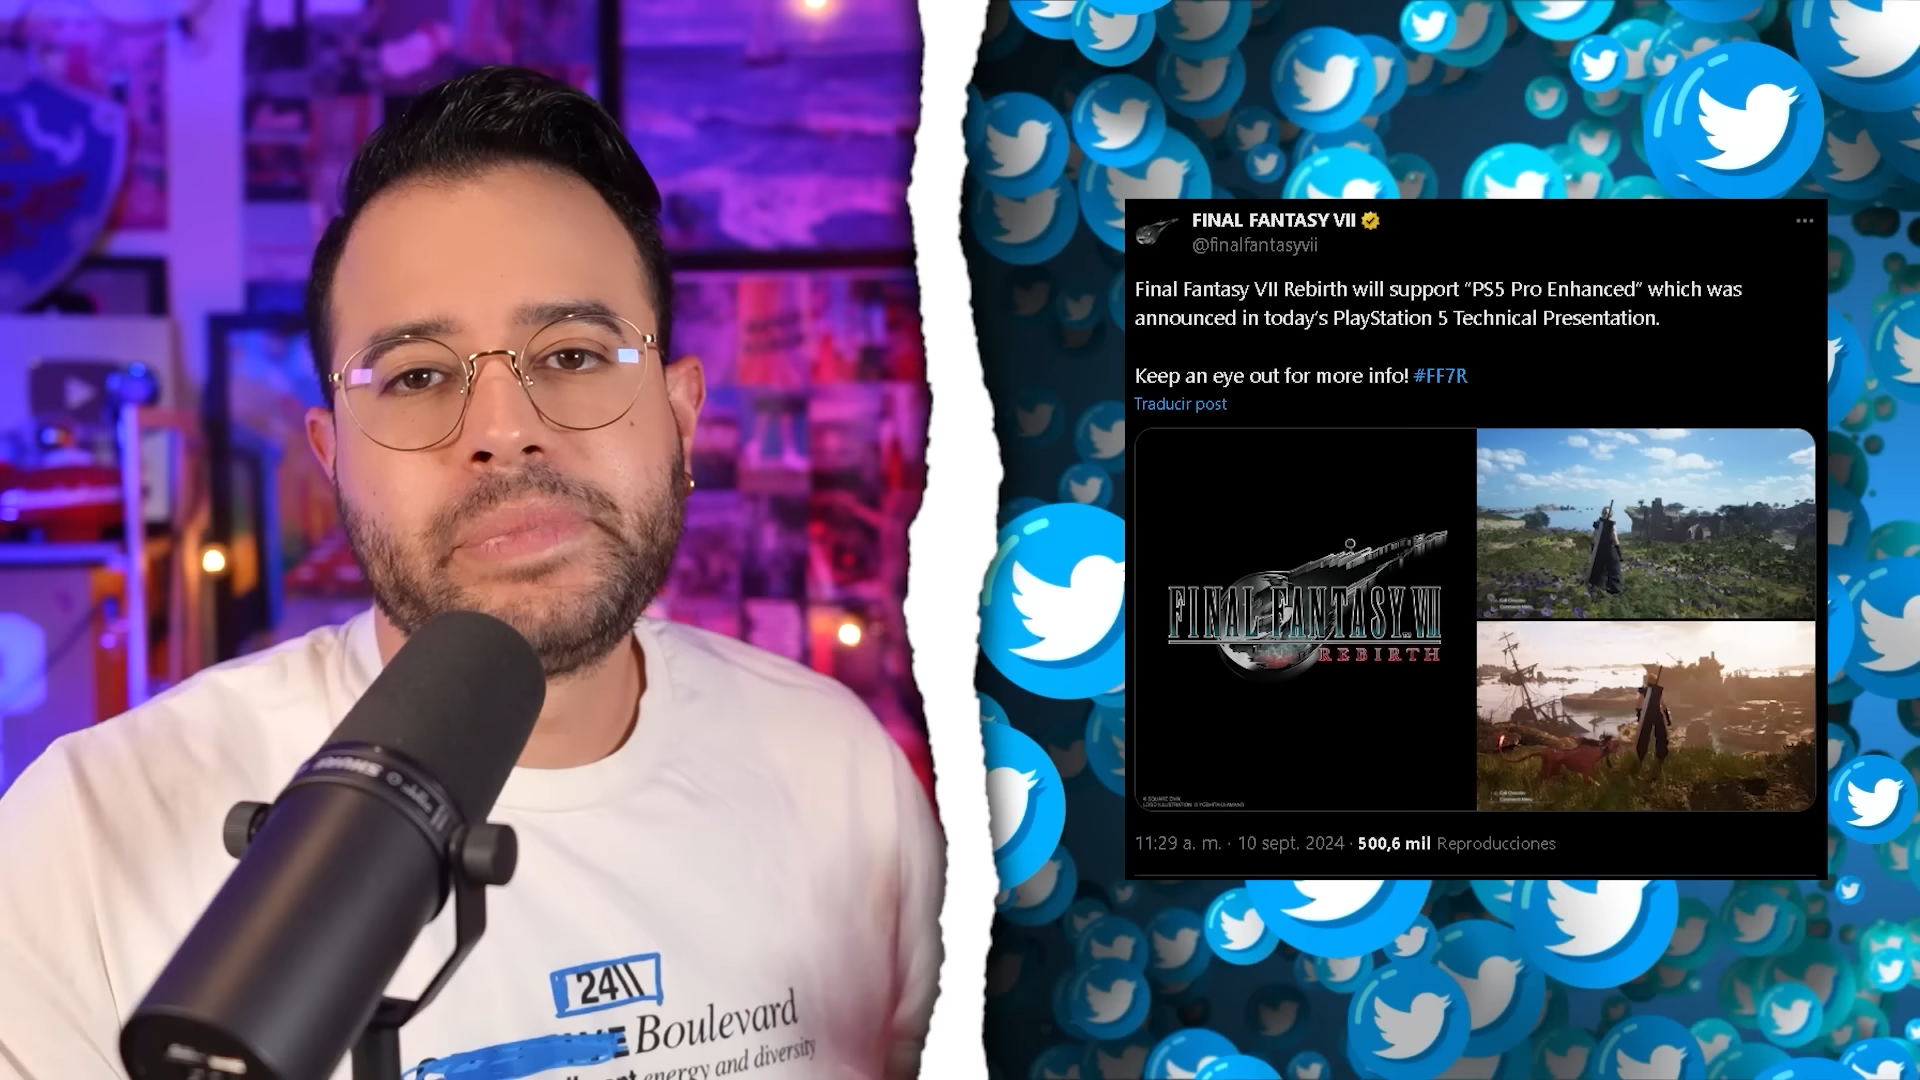 FINAL FANTASY VII
@finalfantasyvii
Final Fantasy VII Rebirth will support “PS5 Pro Enhanced” which was
announced in today’s PlayStation 5 Technical Presentation.
Keep an eye out for more info! #FF7R
Traducir post
FINAL FANTASY VII
REBIRTH
11:29 a. m. · 10 sept. 2024 · 500,6 mil Reproducciones
SHURE
24\\
Boulevard
energy and diversity